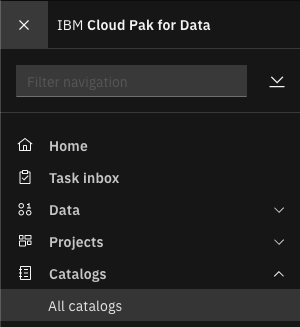 IBM Cloud Pak for Data
Filter navigation
Home
Task inbox
Data
Projects
Catalogs
All catalogs